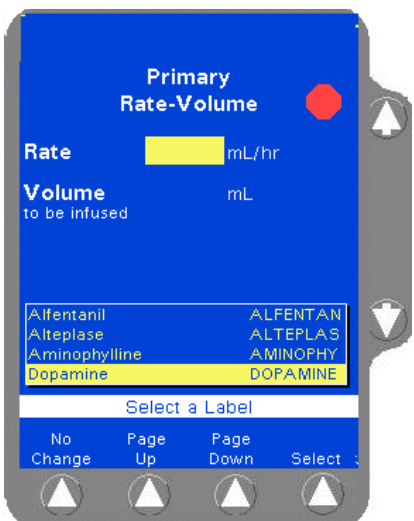 Primary
Rate-Volume
Rate mL/hr
Volume mL
to be infused
Alfentanil ALFENTAN
Alteplase ALTEPLAS
Aminophylline AMINOPHY
Dopamine DOPAMINE
Select a Label
No Page Page
Change Up Down Select